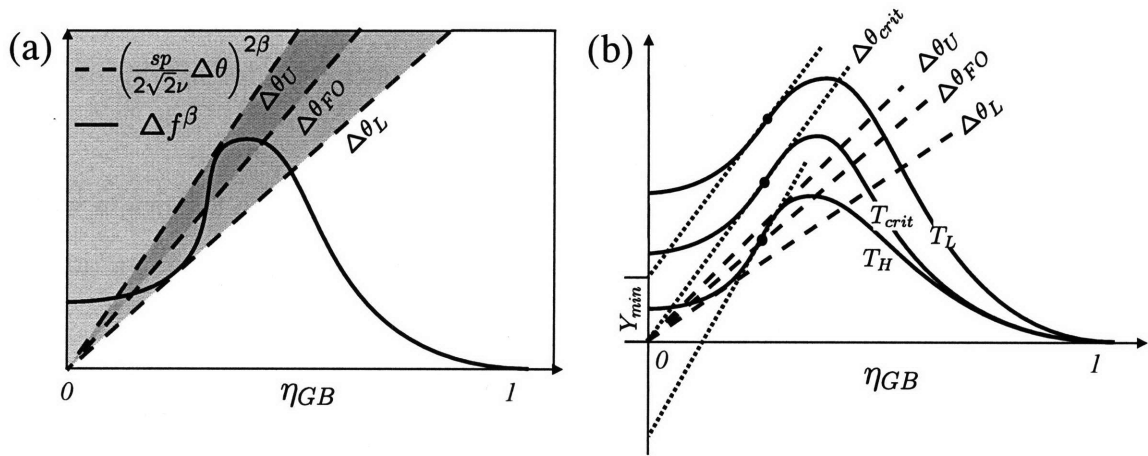 (a)
(sp/2√2ν Δθ)^2β
Δf^β
Δθ_U
Δθ_FO
Δθ_L
0
η_GB
1
(b)
Δθ_crit
Δθ_U
Δθ_FO
Δθ_L
T_crit
T_L
T_H
Y_min
0
η_GB
1